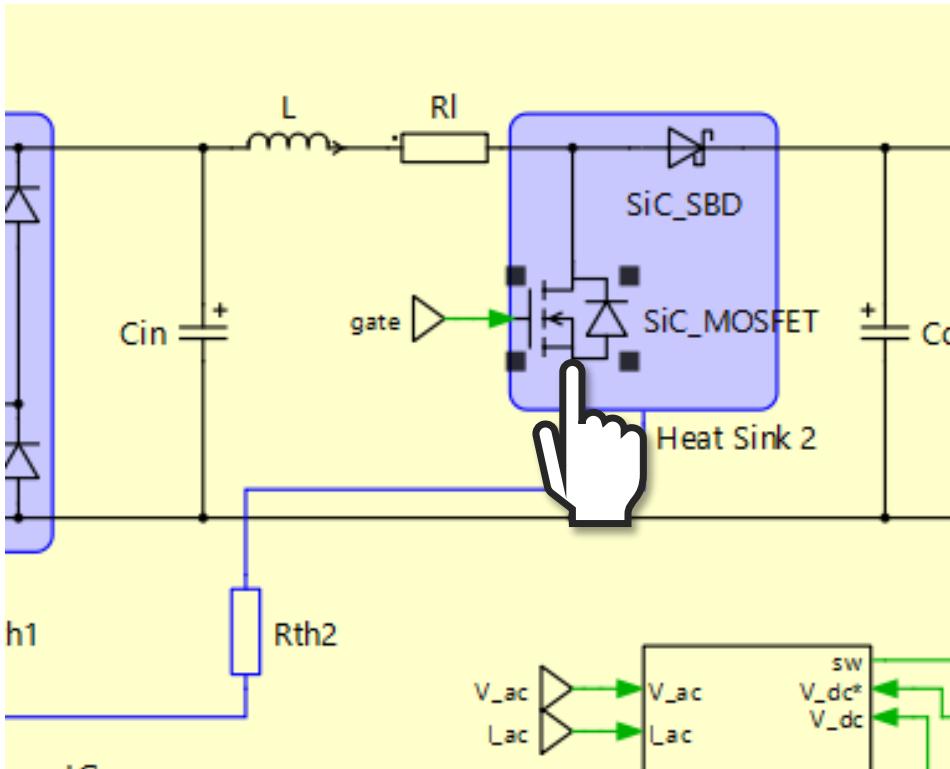 L
Rl
SiC_SBD
gate
SiC_MOSFET
Cin
Heat Sink 2
h1
Rth2
sw
V_ac
V_ac
V_dc*
V_dc
I_ac
I_ac